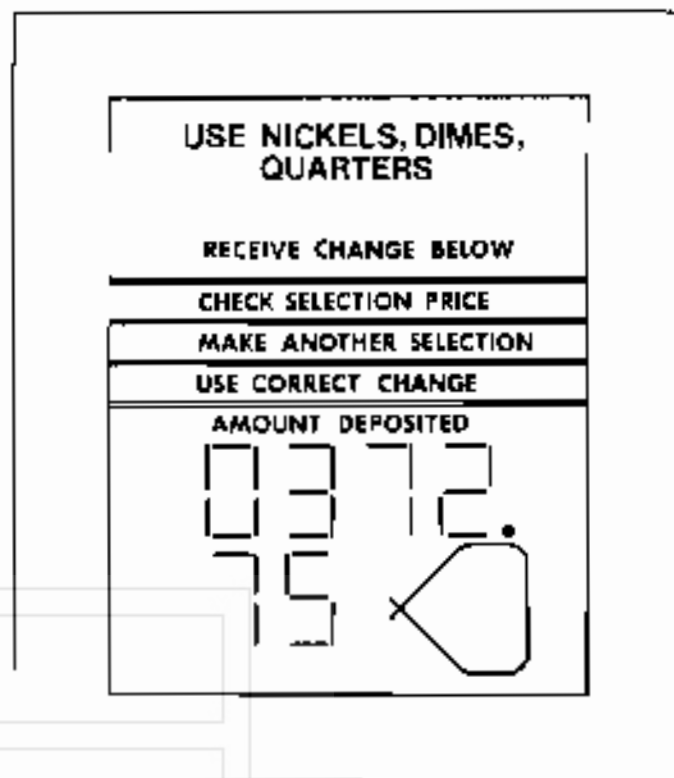 USE NICKELS, DIMES,
QUARTERS
RECEIVE CHANGE BELOW
CHECK SELECTION PRICE
MAKE ANOTHER SELECTION
USE CORRECT CHANGE
AMOUNT DEPOSITED
0372.
75